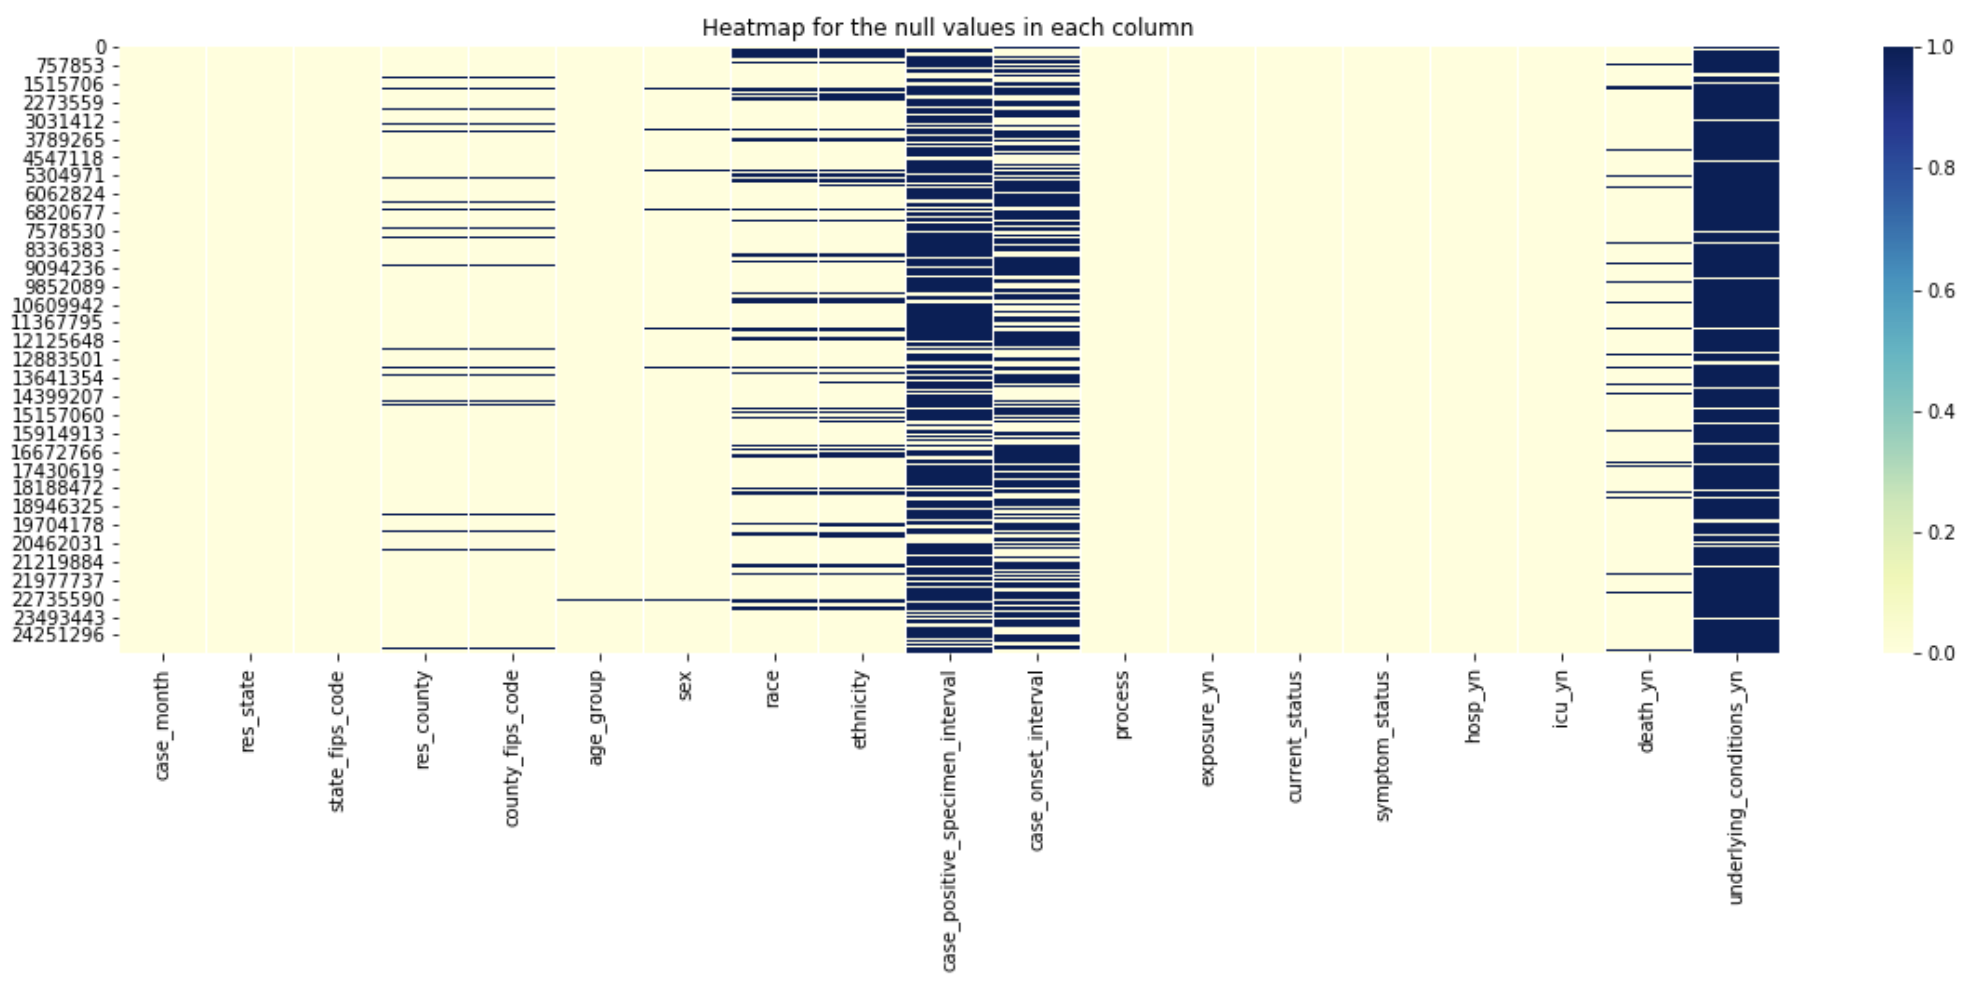 Heatmap for the null values in each column
0
757853
1515706
2273559
3031412
3789265
4547118
5304971
6062824
6820677
7578530
8336383
9094236
9852089
10609942
11367795
12125648
12883501
13641354
14399207
15157060
15914913
16672766
17430619
18188472
18946325
19704178
20462031
21219884
21977737
22735590
23493443
24251296
case_month
res_state
state_fips_code
res_county
county_fips_code
age_group
sex
race
ethnicity
case_positive_specimen_interval
case_onset_interval
process
exposure_yn
current_status
symptom_status
hosp_yn
icu_yn
death_yn
underlying_conditions_yn
1.0
0.8
0.6
0.4
0.2
0.0